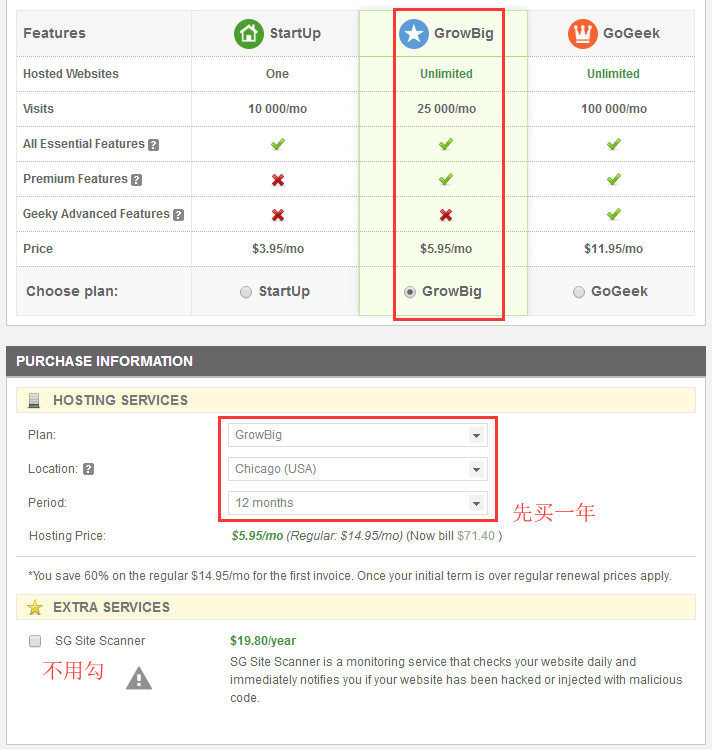 Features StartUp GrowBig GoGeek
Hosted Websites One Unlimited Unlimited
Visits 10 000/mo 25 000/mo 100 000/mo
All Essential Features ?
Premium Features ?
Geeky Advanced Features ?
Price $3.95/mo $5.95/mo $11.95/mo
Choose plan: StartUp GrowBig GoGeek
PURCHASE INFORMATION
HOSTING SERVICES
Plan: GrowBig
Location: ? Chicago (USA)
Period: 12 months
先买一年
Hosting Price: $5.95/mo (Regular: $14.95/mo) (Now bill $71.40 )
*You save 60% on the regular $14.95/mo for the first invoice. Once your initial term is over regular renewal prices apply.
EXTRA SERVICES
SG Site Scanner $19.80/year
不用勾
SG Site Scanner is a monitoring service that checks your website daily and
immediately notifies you if your website has been hacked or injected with malicious
code.